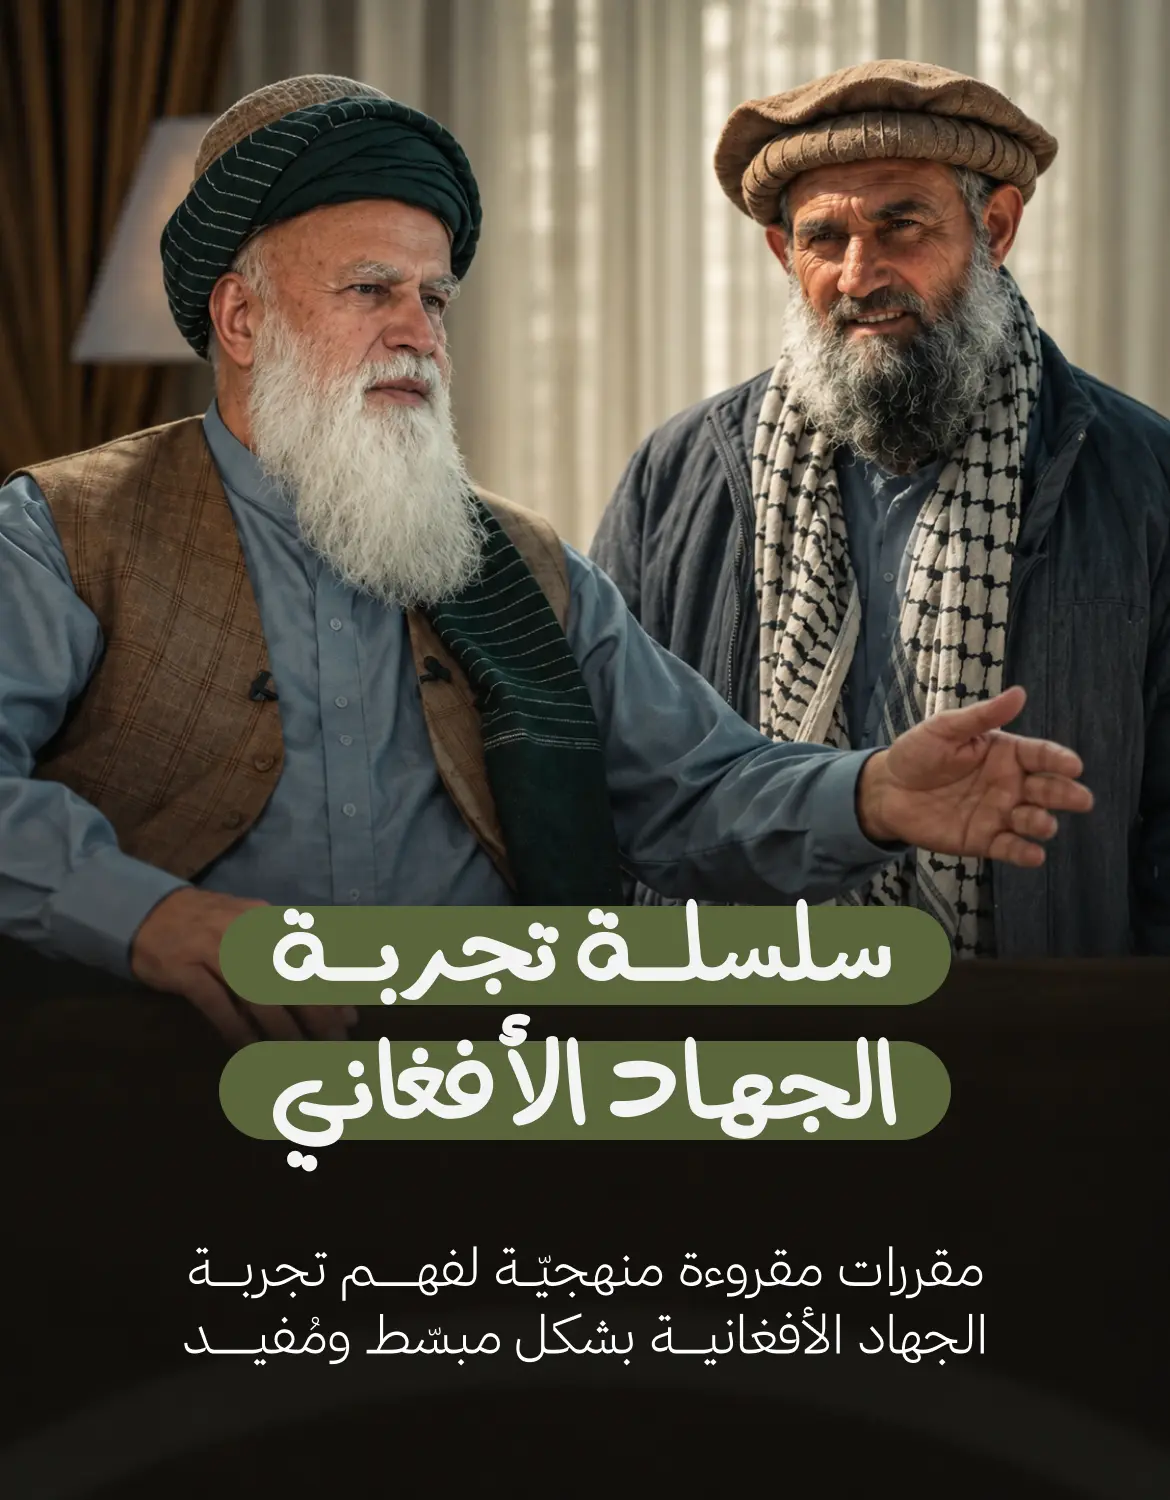 سلسلة تجربة
الجهاد الأفغاني
مقررات مقروءة منهجيّة لفهم تجربة
الجهاد الأفغانية بشكل مبسّط ومُفيد